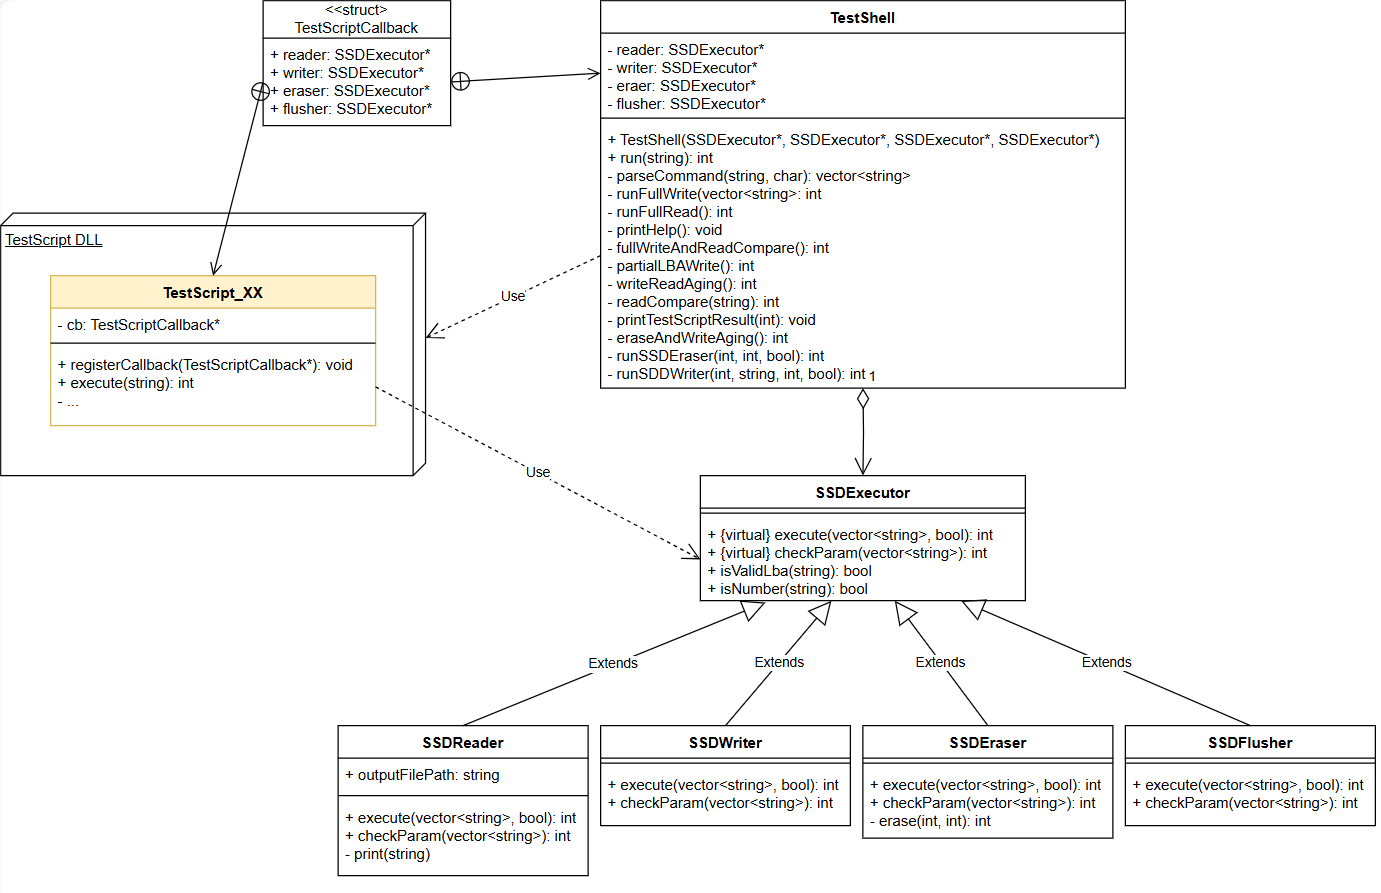 <<struct>
TestScriptCallback
+ reader: SSDExecutor*
+ writer: SSDExecutor*
+ eraser: SSDExecutor*
+ flusher: SSDExecutor*
TestShell
- reader: SSDExecutor*
- writer: SSDExecutor*
- eraer: SSDExecutor*
- flusher: SSDExecutor*
+ TestShell(SSDExecutor*, SSDExecutor*, SSDExecutor*, SSDExecutor*)
+ run(string): int
- parseCommand(string, char): vector<string>
- runFullWrite(vector<string>: int
- runFullRead(): int
- printHelp(): void
- fullWriteAndReadCompare(): int
- partialLBAWrite(): int
- writeReadAging(): int
- readCompare(string): int
- printTestScriptResult(int): void
- eraseAndWriteAging(): int
- runSSDEraser(int, int, bool): int
- runSDDWriter(int, string, int, bool): int
1
TestScript DLL
TestScript_XX
- cb: TestScriptCallback*
+ registerCallback(TestScriptCallback*): void
+ execute(string): int
- ...
Use
Use
SSDExecutor
+ {virtual} execute(vector<string>, bool): int
+ {virtual} checkParam(vector<string>): int
+ isValidLba(string): bool
+ isNumber(string): bool
Extends
Extends
Extends
Extends
SSDReader
+ outputFilePath: string
+ execute(vector<string>, bool): int
+ checkParam(vector<string>): int
- print(string)
SSDWriter
+ execute(vector<string>, bool): int
+ checkParam(vector<string>): int
SSDEraser
+ execute(vector<string>, bool): int
+ checkParam(vector<string>): int
- erase(int, int): int
SSDFlusher
+ execute(vector<string>, bool): int
+ checkParam(vector<string>): int